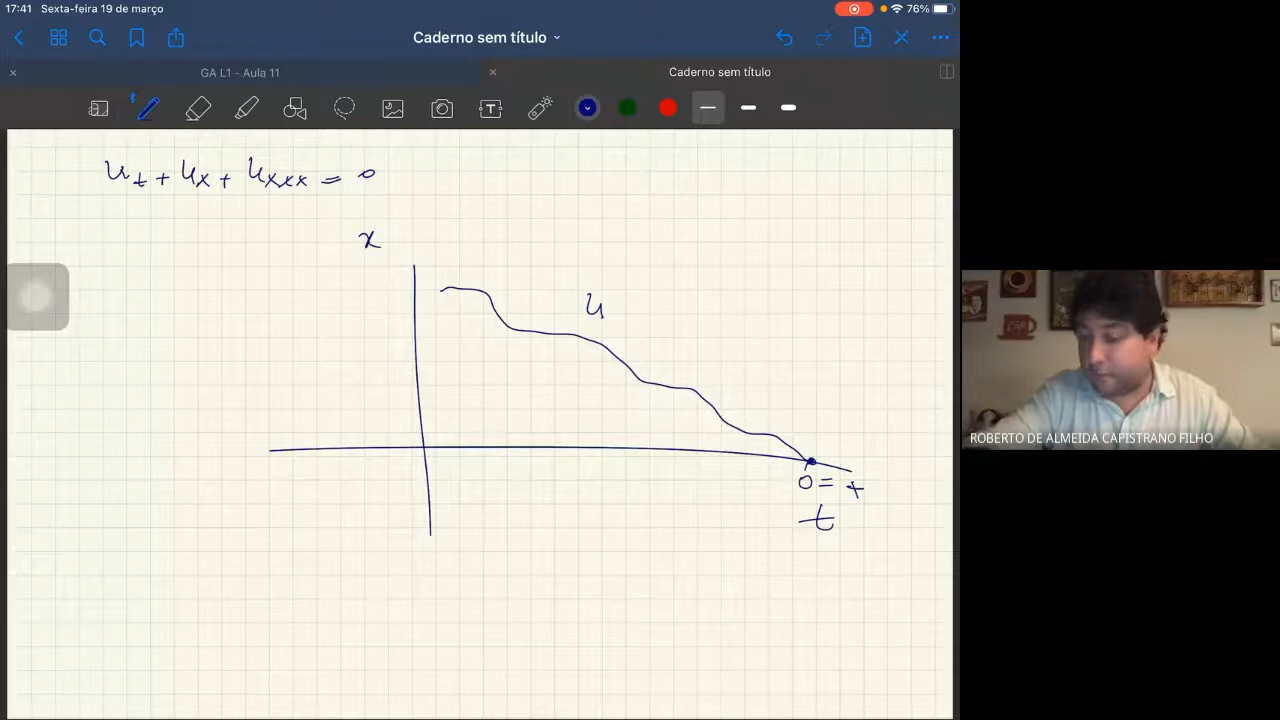 17:41 Sexta-feira 19 de março
76%
Caderno sem título
GA L1 - Aula 11
Caderno sem título
T
u_t + u_x + u_xxx = 0
x
u
0 = t
t
ROBERTO DE ALMEIDA CAPISTRANO FILHO